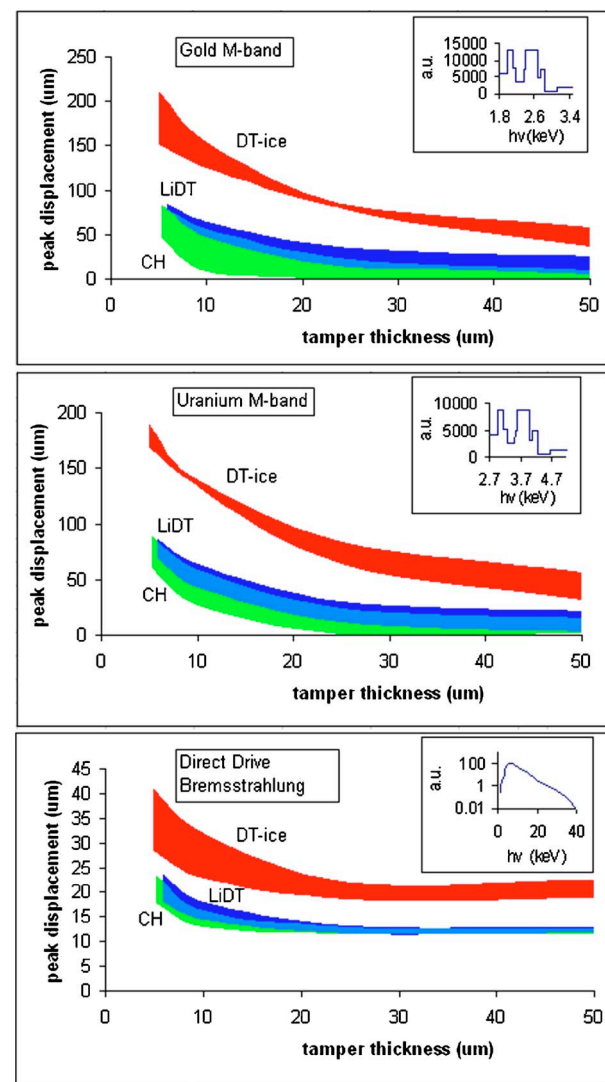 Gold M-band
a.u.
15000
10000
5000
0
1.8 2.6 3.4
hv(keV)
peak displacement (um)
250
200
150
100
50
0
DT-ice
LiDT
CH
0 10 20 30 40 50
tamper thickness (um)
Uranium M-band
a.u.
10000
5000
0
2.7 3.7 4.7
hv(keV)
peak displacement (um)
200
150
100
50
0
DT-ice
LiDT
CH
0 10 20 30 40 50
tamper thickness (um)
Direct Drive
Bremsstrahlung
a.u.
100
1
0.01
0 20 40
hv (keV)
peak displacement (um)
45
40
35
30
25
20
15
10
5
0
DT-ice
LiDT
CH
0 10 20 30 40 50
tamper thickness (um)